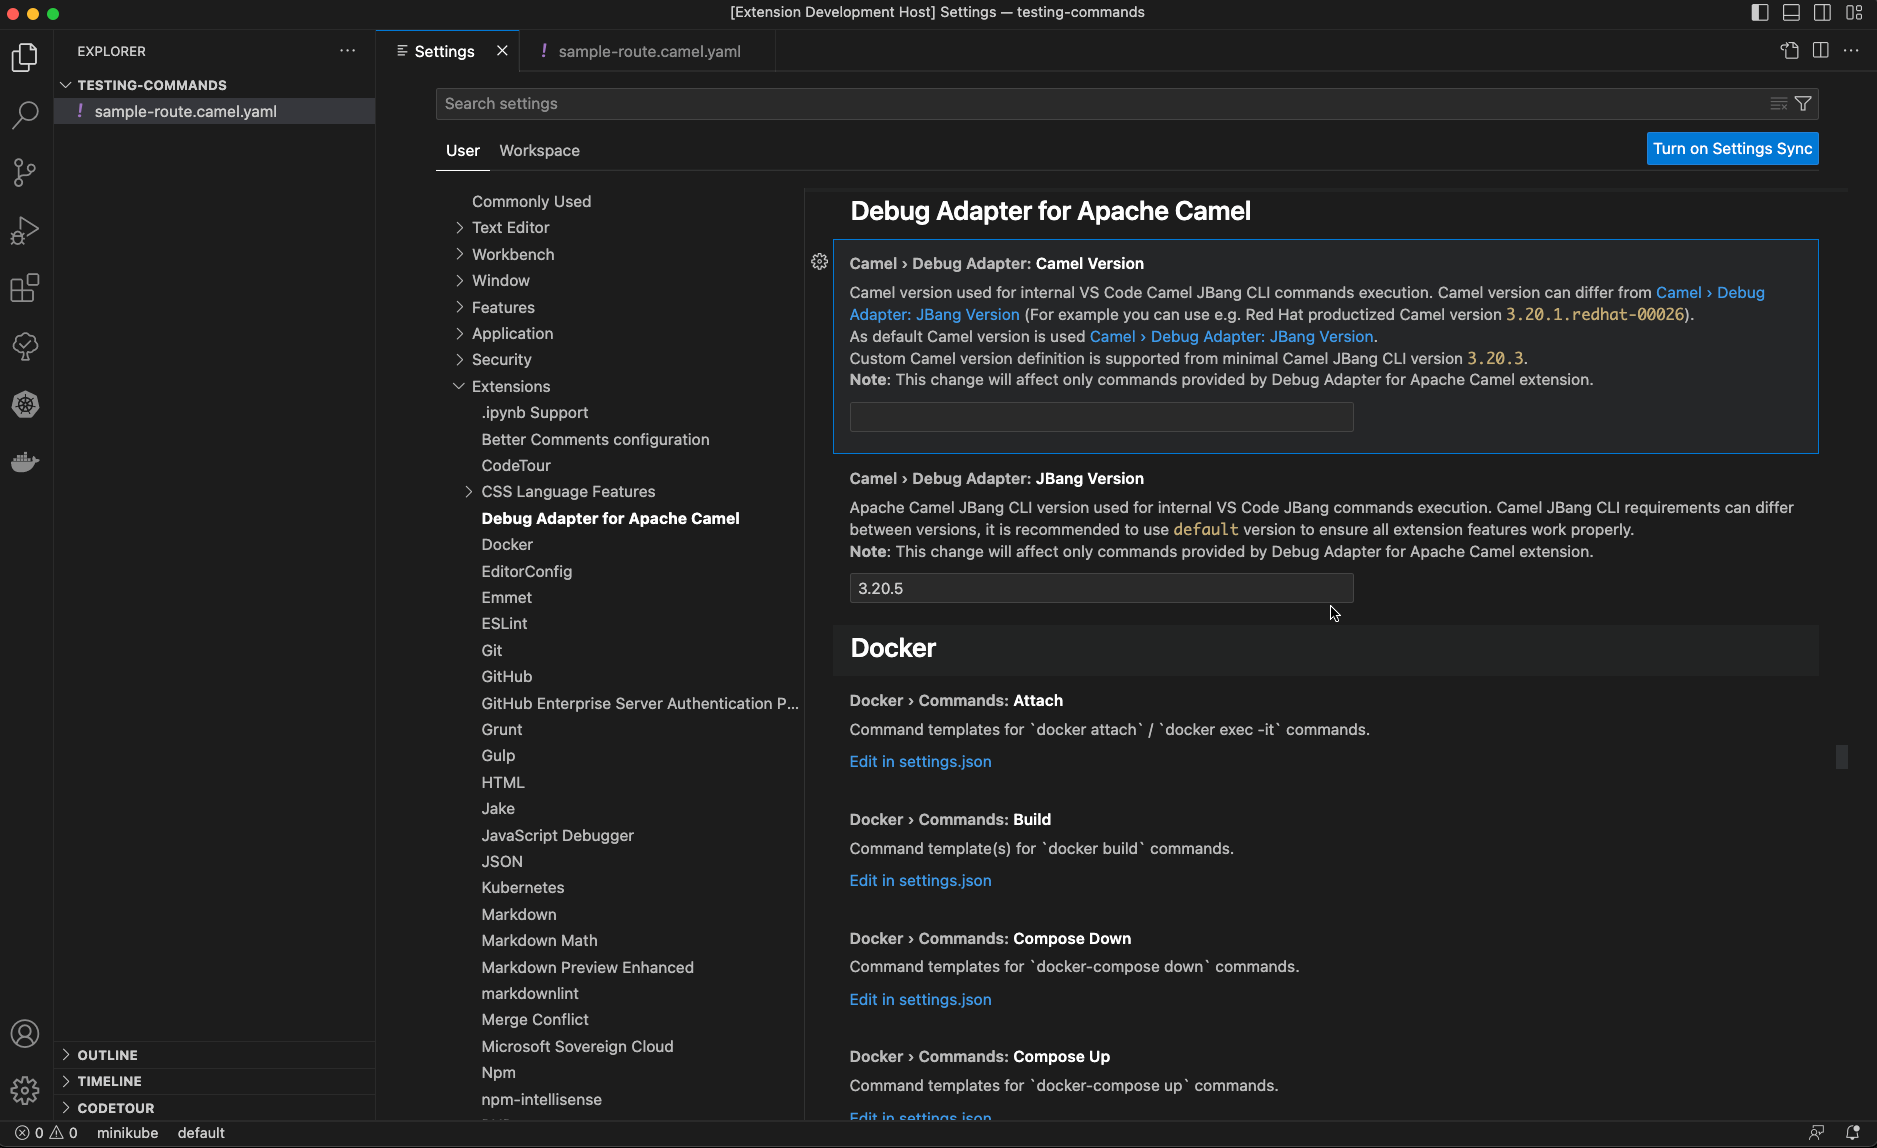 [Extension Development Host] Settings — testing-commands
EXPLORER
TESTING-COMMANDS
! sample-route.camel.yaml
OUTLINE
TIMELINE
CODETOUR
Settings
! sample-route.camel.yaml
Search settings
User Workspace
Turn on Settings Sync
Commonly Used
Text Editor
Workbench
Window
Features
Application
Security
Extensions
.ipynb Support
Better Comments configuration
CodeTour
CSS Language Features
Debug Adapter for Apache Camel
Docker
EditorConfig
Emmet
ESLint
Git
GitHub
GitHub Enterprise Server Authentication P...
Grunt
Gulp
HTML
Jake
JavaScript Debugger
JSON
Kubernetes
Markdown
Markdown Math
Markdown Preview Enhanced
markdownlint
Merge Conflict
Microsoft Sovereign Cloud
Npm
npm-intellisense
Debug Adapter for Apache Camel
Camel › Debug Adapter: Camel Version
Camel version used for internal VS Code Camel JBang CLI commands execution. Camel version can differ from Camel › Debug
Adapter: JBang Version (For example you can use e.g. Red Hat productized Camel version 3.20.1.redhat-00026).
As default Camel version is used Camel › Debug Adapter: JBang Version.
Custom Camel version definition is supported from minimal Camel JBang CLI version 3.20.3.
Note: This change will affect only commands provided by Debug Adapter for Apache Camel extension.
Camel › Debug Adapter: JBang Version
Apache Camel JBang CLI version used for internal VS Code JBang commands execution. Camel JBang CLI requirements can differ
between versions, it is recommended to use default version to ensure all extension features work properly.
Note: This change will affect only commands provided by Debug Adapter for Apache Camel extension.
3.20.5
Docker
Docker › Commands: Attach
Command templates for `docker attach` / `docker exec -it` commands.
Edit in settings.json
Docker › Commands: Build
Command template(s) for `docker build` commands.
Edit in settings.json
Docker › Commands: Compose Down
Command templates for `docker-compose down` commands.
Edit in settings.json
Docker › Commands: Compose Up
Command templates for `docker-compose up` commands.
Edit in settings.json
0 0 minikube default